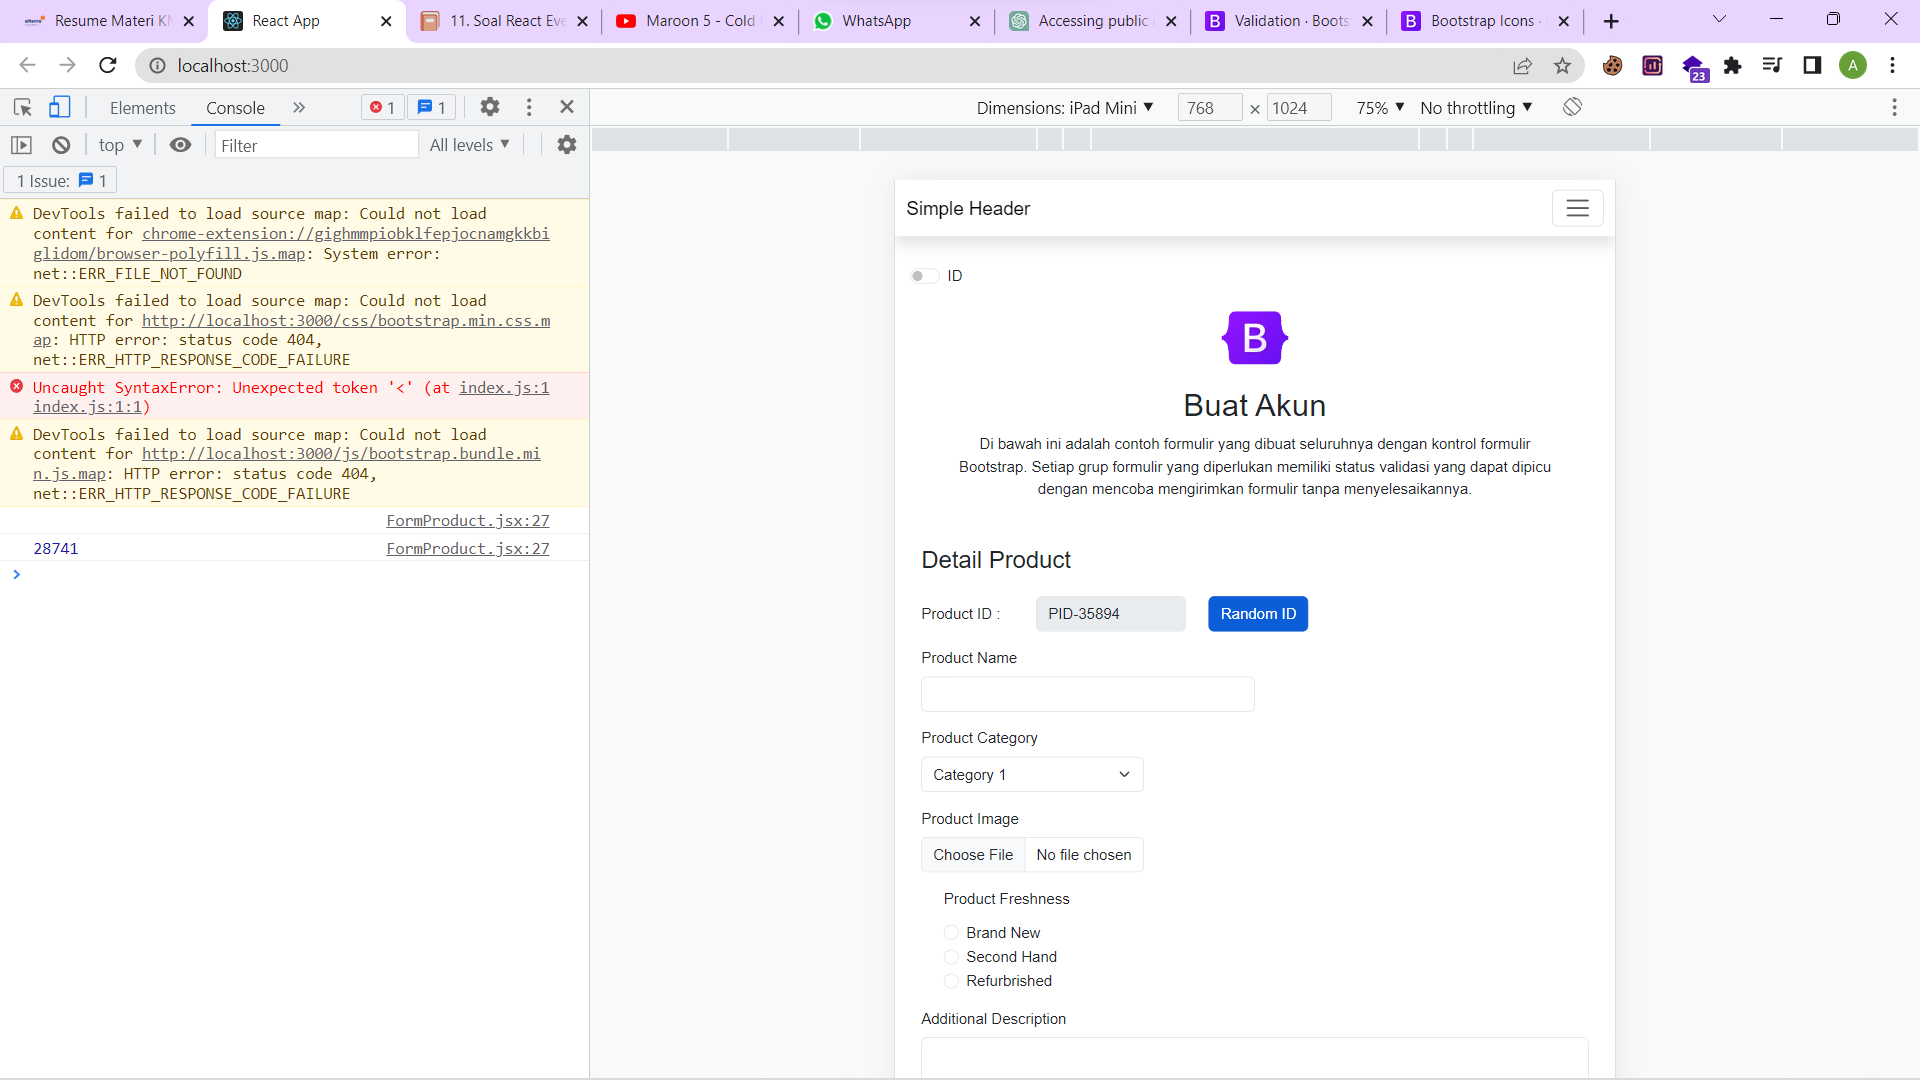 Resume Materi KM
React App
11. Soal React Eve
Maroon 5 - Cold
WhatsApp
Accessing public
Validation · Boots
Bootstrap Icons ·
localhost:3000
23
A
Elements
Console
1
1
Dimensions: iPad Mini
768
×
1024
75%
No throttling
top
Filter
All levels
1 Issue:
1
DevTools failed to load source map: Could not load
content for chrome-extension://gighmmpiobklfepjocnamgkkbi
glidom/browser-polyfill.js.map: System error:
net::ERR_FILE_NOT_FOUND
DevTools failed to load source map: Could not load
content for http://localhost:3000/css/bootstrap.min.css.m
ap: HTTP error: status code 404,
net::ERR_HTTP_RESPONSE_CODE_FAILURE
Uncaught SyntaxError: Unexpected token '<' (at index.js:1
index.js:1:1)
DevTools failed to load source map: Could not load
content for http://localhost:3000/js/bootstrap.bundle.mi
n.js.map: HTTP error: status code 404,
net::ERR_HTTP_RESPONSE_CODE_FAILURE
FormProduct.jsx:27
28741
FormProduct.jsx:27
Simple Header
ID
B
Buat Akun
Di bawah ini adalah contoh formulir yang dibuat seluruhnya dengan kontrol formulir
Bootstrap. Setiap grup formulir yang diperlukan memiliki status validasi yang dapat dipicu
dengan mencoba mengirimkan formulir tanpa menyelesaikannya.
Detail Product
Product ID :
PID-35894
Random ID
Product Name
Product Category
Category 1
Product Image
Choose File
No file chosen
Product Freshness
Brand New
Second Hand
Refurbrished
Additional Description